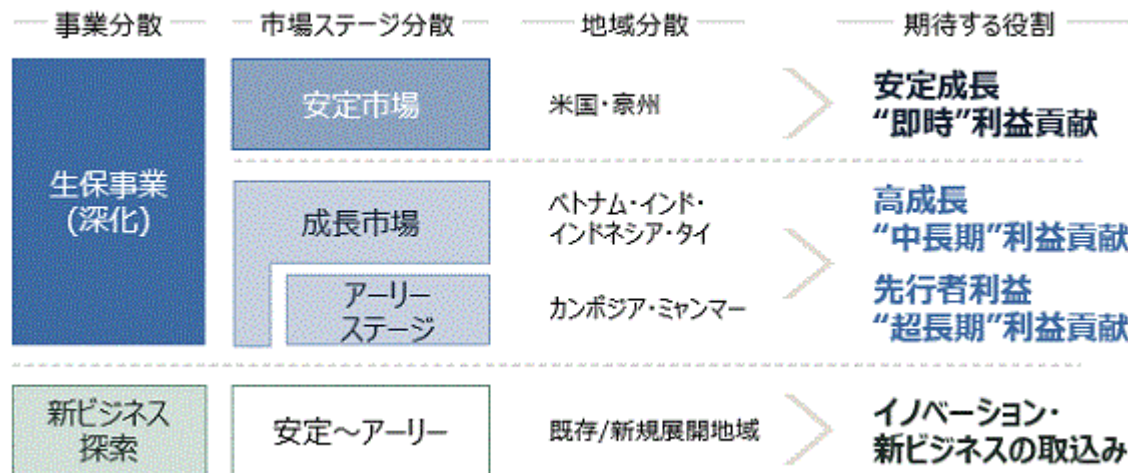 事業分散
市場ステージ分散
地域分散
期待する役割
生保事業
(深化)
安定市場
米国・豪州
安定成長
“即時”利益貢献
成長市場
ベトナム・インド・
インドネシア・タイ
高成長
“中長期”利益貢献
アーリー
ステージ
カンボジア・ミャンマー
先行者利益
“超長期”利益貢献
新ビジネス
探索
安定～アーリー
既存/新規展開地域
イノベーション・
新ビジネスの取込み